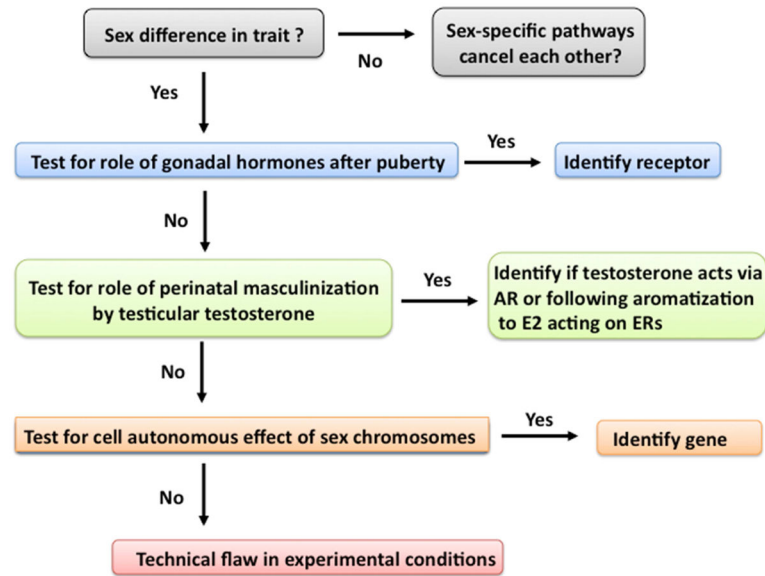 Sex difference in trait ?
No
Sex-specific pathways
cancel each other?
Yes
Test for role of gonadal hormones after puberty
Yes
Identify receptor
No
Test for role of perinatal masculinization
by testicular testosterone
Yes
Identify if testosterone acts via
AR or following aromatization
to E2 acting on ERs
No
Test for cell autonomous effect of sex chromosomes
Yes
Identify gene
No
Technical flaw in experimental conditions